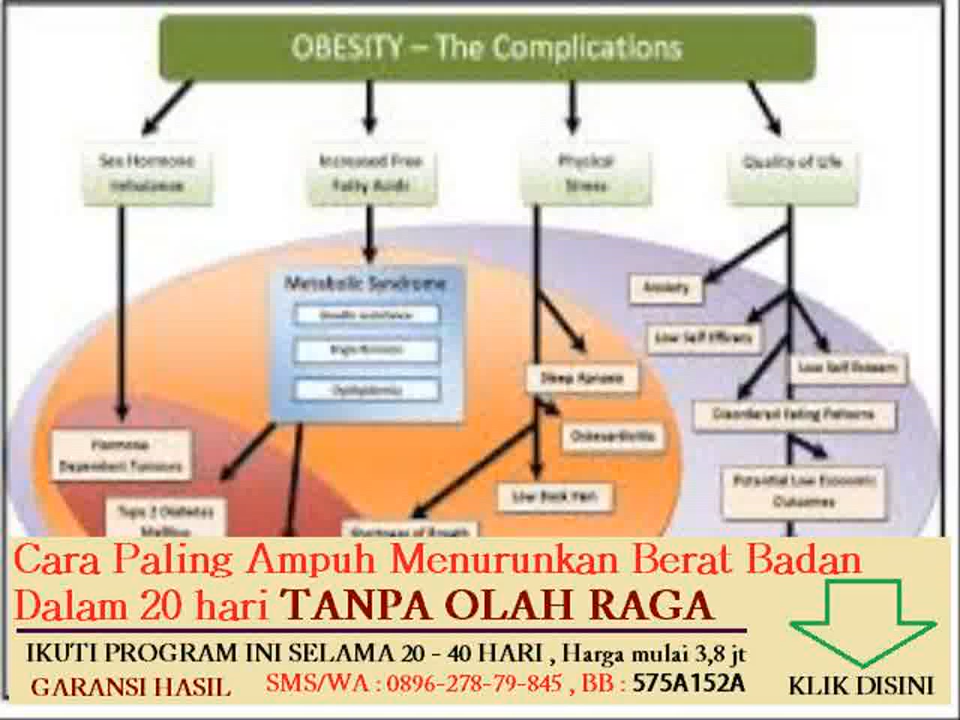 OBESITY – The Complications
Sex Hormone
Imbalance
Increased Free
Fatty Acids
Physical
Stress
Quality of Life
Metabolic Syndrome
Anxiety
Low Self Efficacy
Low Self Esteem
Sleep Apnoea
Disordered Eating Patterns
Hormone
Dependent Tumours
Osteoarthritis
Low Back Pain
Potential Low Economic
Outcomes
Type 2 Diabetes
Mellitus
Shortness of Breath
Cara Paling Ampuh Menurunkan Berat Badan
Dalam 20 hari TANPA OLAH RAGA
IKUTI PROGRAM INI SELAMA 20 - 40 HARI , Harga mulai 3,8 jt
GARANSI HASIL SMS/WA : 0896-278-79-845 , BB : 575A152A
KLIK DISINI